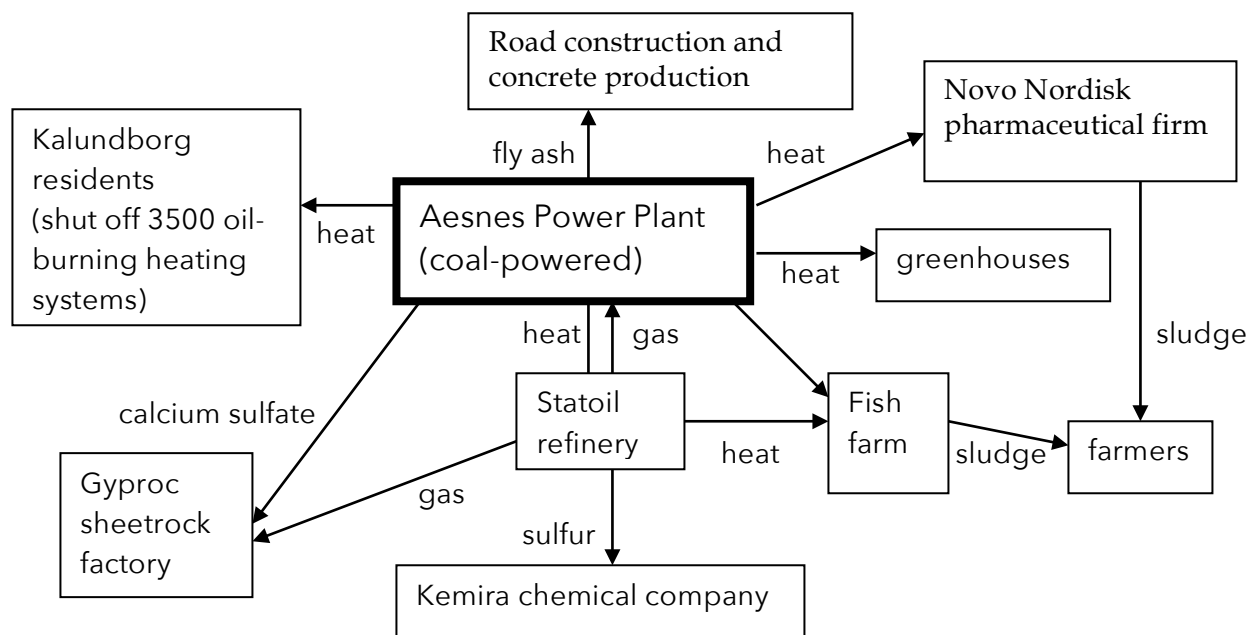 Road construction and
concrete production
Novo Nordisk
pharmaceutical firm
Kalundborg
residents
(shut off 3500 oil-
burning heating
systems)
fly ash
heat
heat
Aesnes Power Plant
(coal-powered)
heat
greenhouses
heat
gas
sludge
calcium sulfate
Statoil
refinery
heat
Fish
farm
sludge
farmers
Gyproc
sheetrock
factory
gas
sulfur
Kemira chemical company